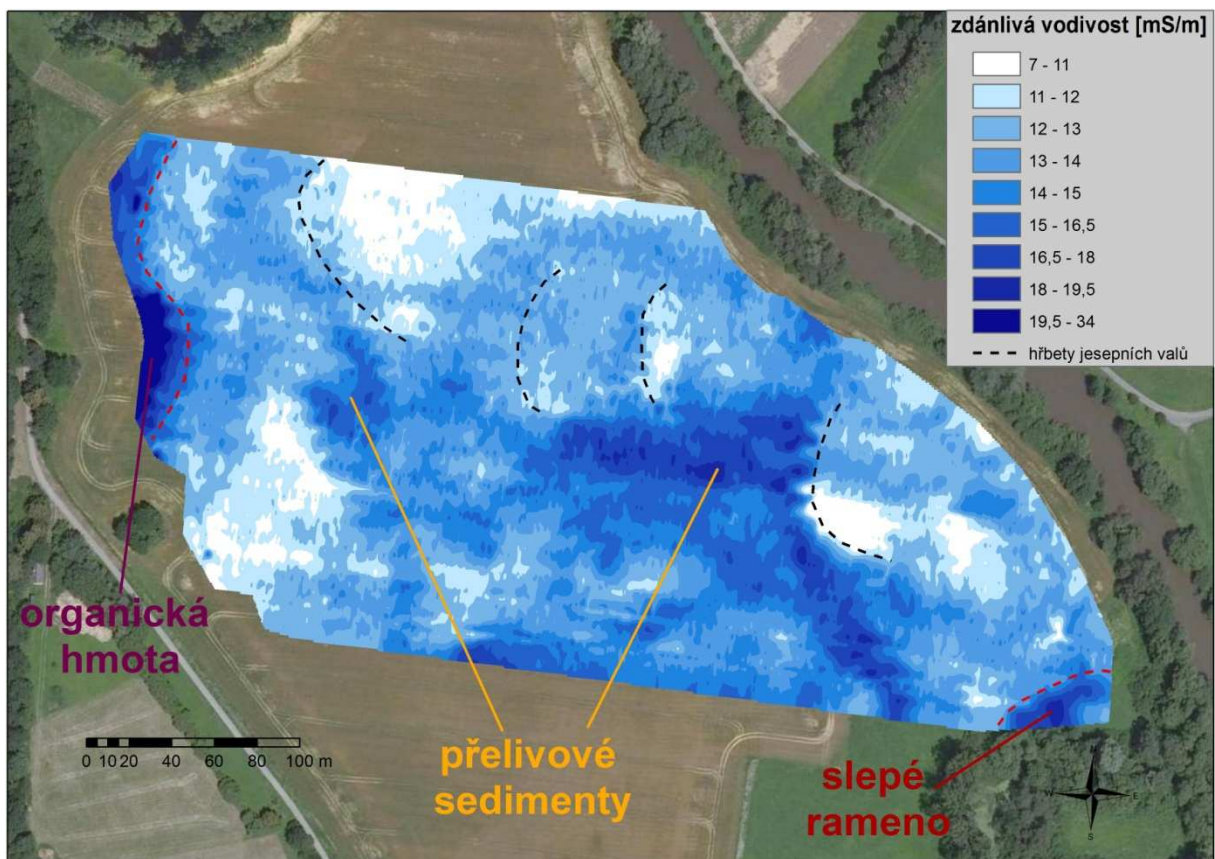 zdánlivá vodivost [mS/m]
7 - 11
11 - 12
12 - 13
13 - 14
14 - 15
15 - 16,5
16,5 - 18
18 - 19,5
19,5 - 34
hřbety jesepních valů
organická
hmota
přelivové
sedimenty
slepé
rameno
0 10 20 40 60 80 100 m
N
W E
S